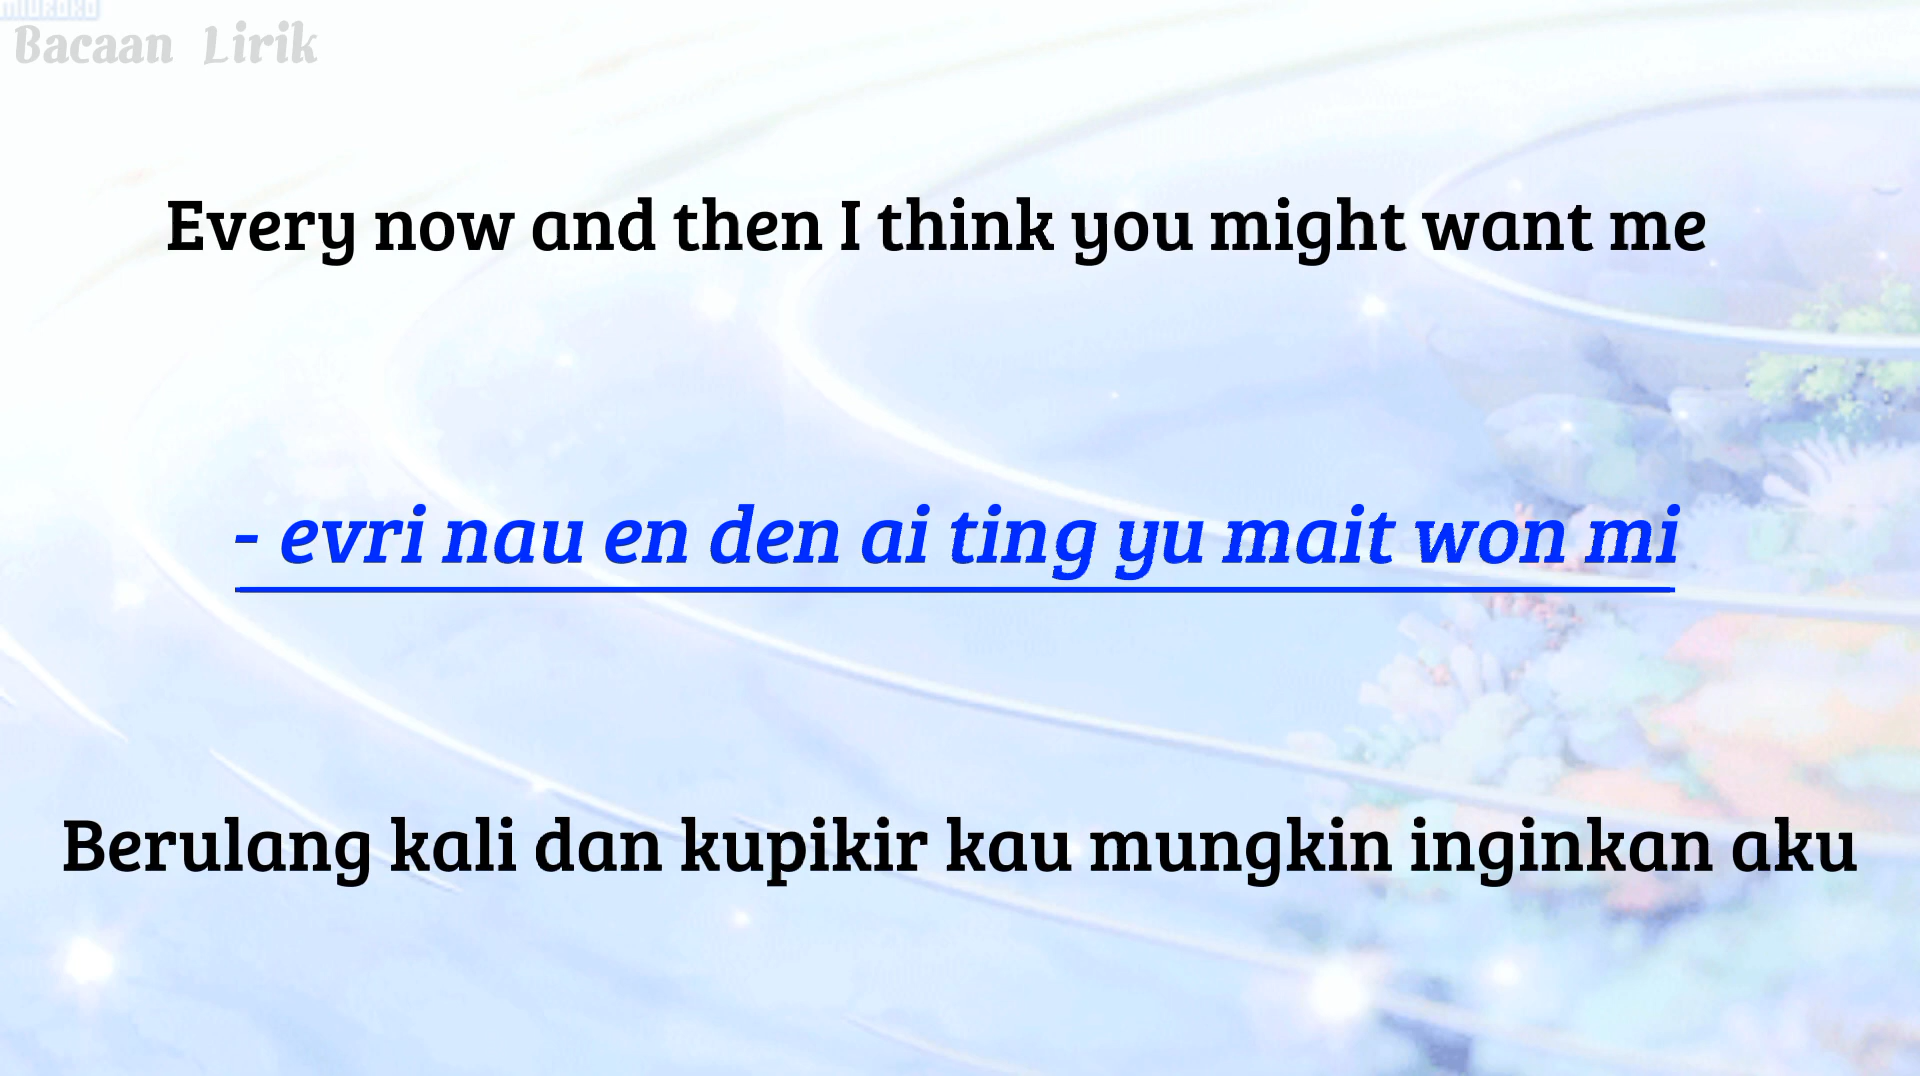 MIUROKO
Bacaan Lirik
Every now and then I think you might want me
- evri nau en den ai ting yu mait won mi
Berulang kali dan kupikir kau mungkin inginkan aku